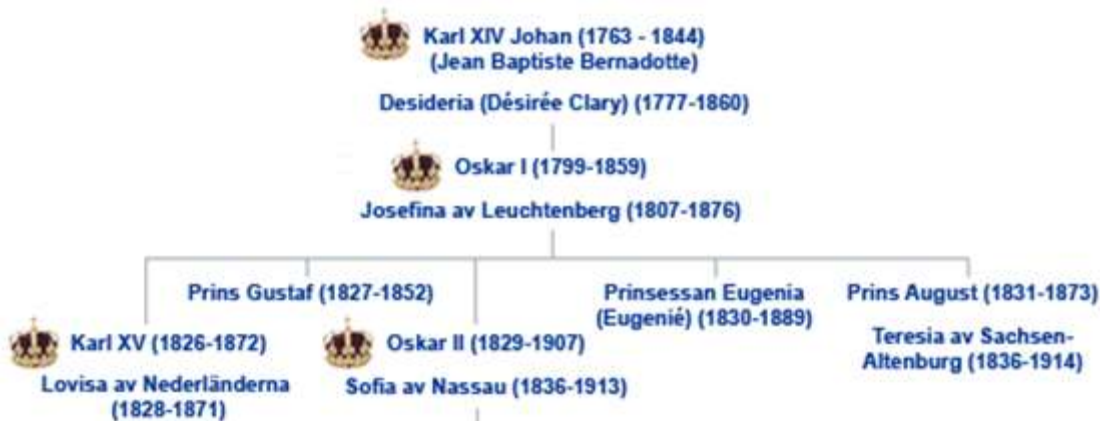 Karl XIV Johan (1763 - 1844)
(Jean Baptiste Bernadotte)
Desideria (Désirée Clary) (1777-1860)
Oskar I (1799-1859)
Josefina av Leuchtenberg (1807-1876)
Prins Gustaf (1827-1852)
Prinsessan Eugenia
(Eugenié) (1830-1889)
Prins August (1831-1873)
Teresia av Sachsen-
Altenburg (1836-1914)
Karl XV (1826-1872)
Lovisa av Nederländerna
(1828-1871)
Oskar II (1829-1907)
Sofia av Nassau (1836-1913)